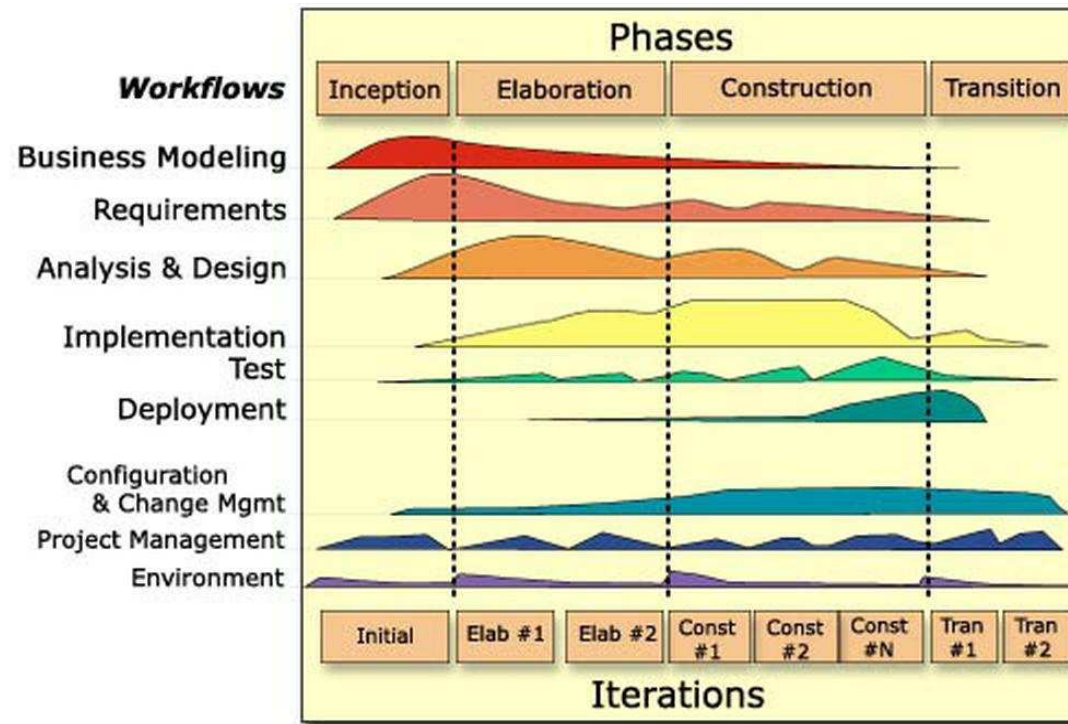 Phases
Workflows
Inception
Elaboration
Construction
Transition
Business Modeling
Requirements
Analysis & Design
Implementation
Test
Deployment
Configuration
& Change Mgmt
Project Management
Environment
Initial
Elab #1
Elab #2
Const
#1
Const
#2
Const
#N
Tran
#1
Tran
#2
Iterations